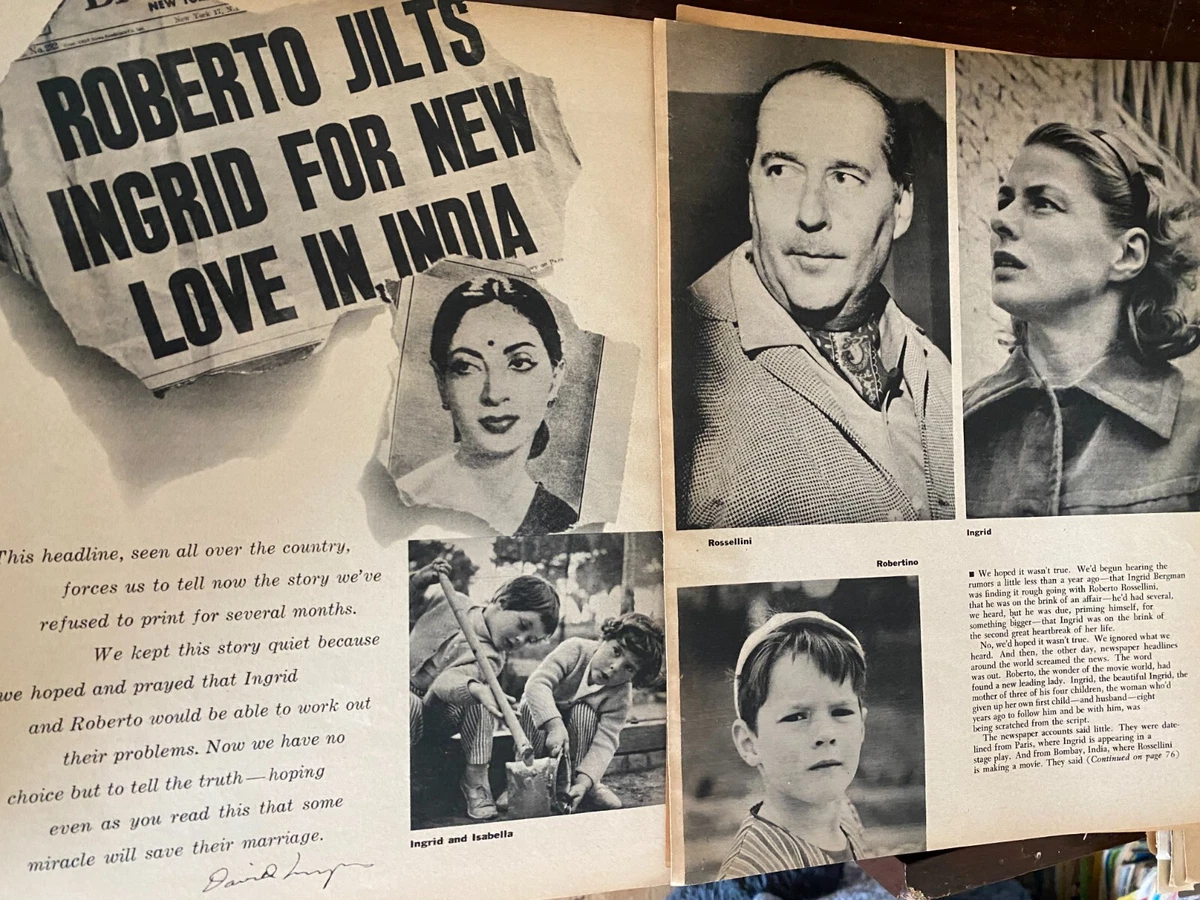 NEW YORK
New York 17, N.
ROBERTO JILTS
INGRID FOR NEW
LOVE IN INDIA
This headline, seen all over the country,
forces us to tell now the story we've
refused to print for several months.
We kept this story quiet because
we hoped and prayed that Ingrid
and Roberto would be able to work out
their problems. Now we have no
choice but to tell the truth—hoping
even as you read this that some
miracle will save their marriage.
David
Ingrid and Isabella
Rossellini
Ingrid
Robertino
■ We hoped it wasn't true. We'd begun hearing the
rumors a little less than a year ago—that Ingrid Bergman
was finding it rough going with Roberto Rossellini,
that he was on the brink of an affair—he'd had several,
we heard, but he was due, priming himself, for
something bigger—that Ingrid was on the brink of
the second great heartbreak of her life.
No, we'd hoped it wasn't true. We ignored what we
heard. And then, the other day, newspaper headlines
around the world screamed the news. The word
was out. Roberto, the wonder of the movie world, had
found a new leading lady. Ingrid, the beautiful Ingrid, the
mother of three of his four children, the woman who'd
given up her own first child—and husband—eight
years ago to follow him and be with him, was
being scratched from the script.
The newspaper accounts said little. They were date-
lined from Paris, where Ingrid is appearing in a
stage play. And from Bombay, India, where Rossellini
is making a movie. They said (Continued on page 76)